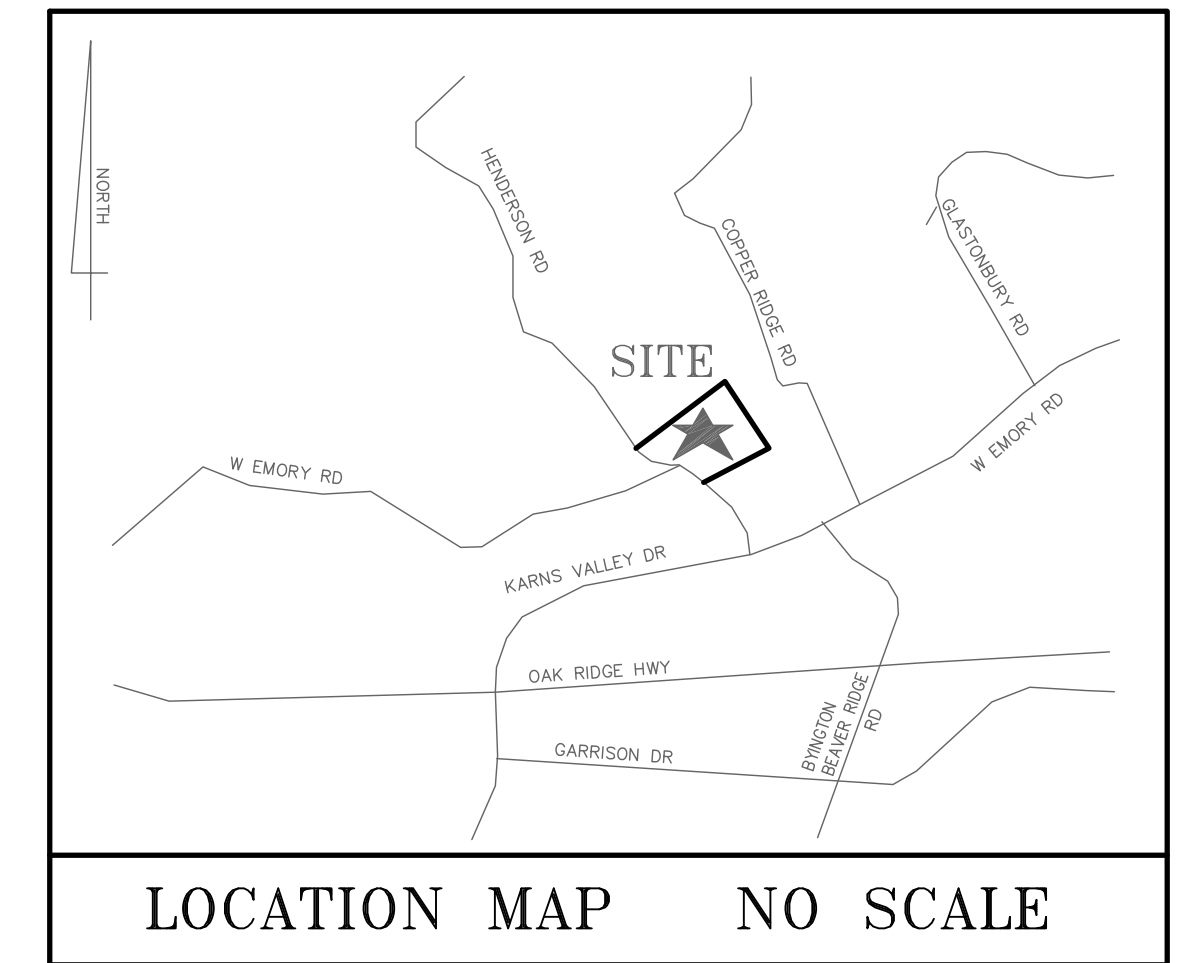 NORTH
HENDERSON RD
COPPER RIDGE RD
GLASTONBURY RD
SITE
W EMORY RD
W EMORY RD
KARNS VALLEY DR
OAK RIDGE HWY
BYINGTON
BEAVER RIDGE
RD
GARRISON DR
LOCATION MAP NO SCALE